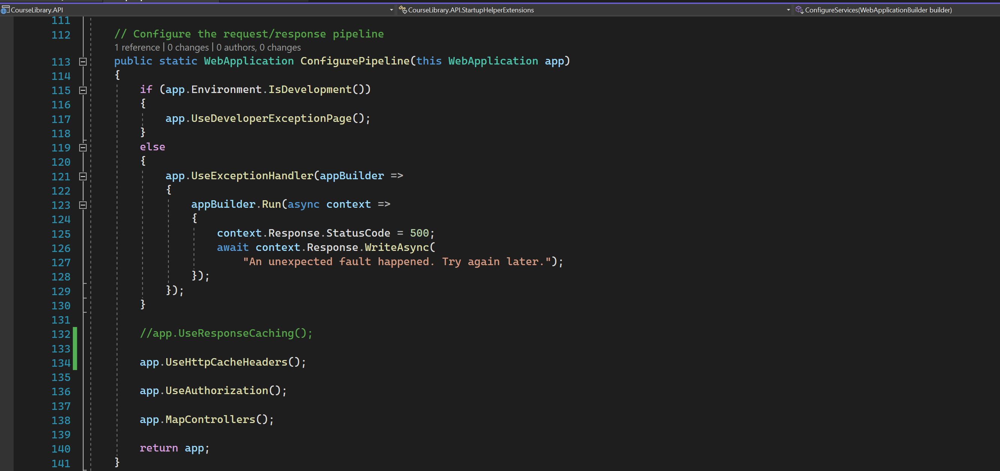 CourseLibrary.API CourseLibrary.API.StartupHelperExtensions ConfigureServices(WebApplicationBuilder builder)
111
112 // Configure the request/response pipeline
1 reference | 0 changes | 0 authors, 0 changes
113 public static WebApplication ConfigurePipeline(this WebApplication app)
114 {
115 if (app.Environment.IsDevelopment())
116 {
117 app.UseDeveloperExceptionPage();
118 }
119 else
120 {
121 app.UseExceptionHandler(appBuilder =>
122 {
123 appBuilder.Run(async context =>
124 {
125 context.Response.StatusCode = 500;
126 await context.Response.WriteAsync(
127 "An unexpected fault happened. Try again later.");
128 });
129 });
130 }
131
132 //app.UseResponseCaching();
133
134 app.UseHttpCacheHeaders();
135
136 app.UseAuthorization();
137
138 app.MapControllers();
139
140 return app;
141 }